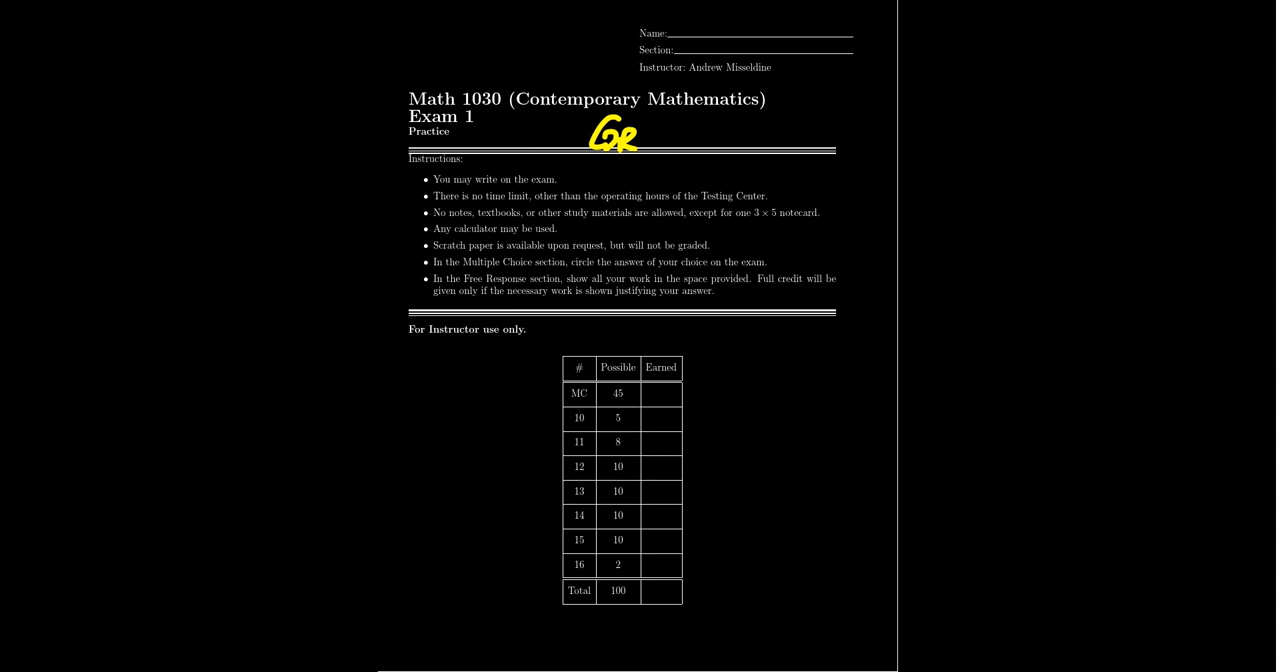 Name:
Section:
Instructor: Andrew Misseldine
Math 1030 (Contemporary Mathematics)
Exam 1
Practice
Instructions:
• You may write on the exam.
• There is no time limit, other than the operating hours of the Testing Center.
• No notes, textbooks, or other study materials are allowed, except for one 3 × 5 notecard.
• Any calculator may be used.
• Scratch paper is available upon request, but will not be graded.
• In the Multiple Choice section, circle the answer of your choice on the exam.
• In the Free Response section, show all your work in the space provided. Full credit will be
given only if the necessary work is shown justifying your answer.
For Instructor use only.
# Possible Earned
MC 45
10 5
11 8
12 10
13 10
14 10
15 10
16 2
Total 100